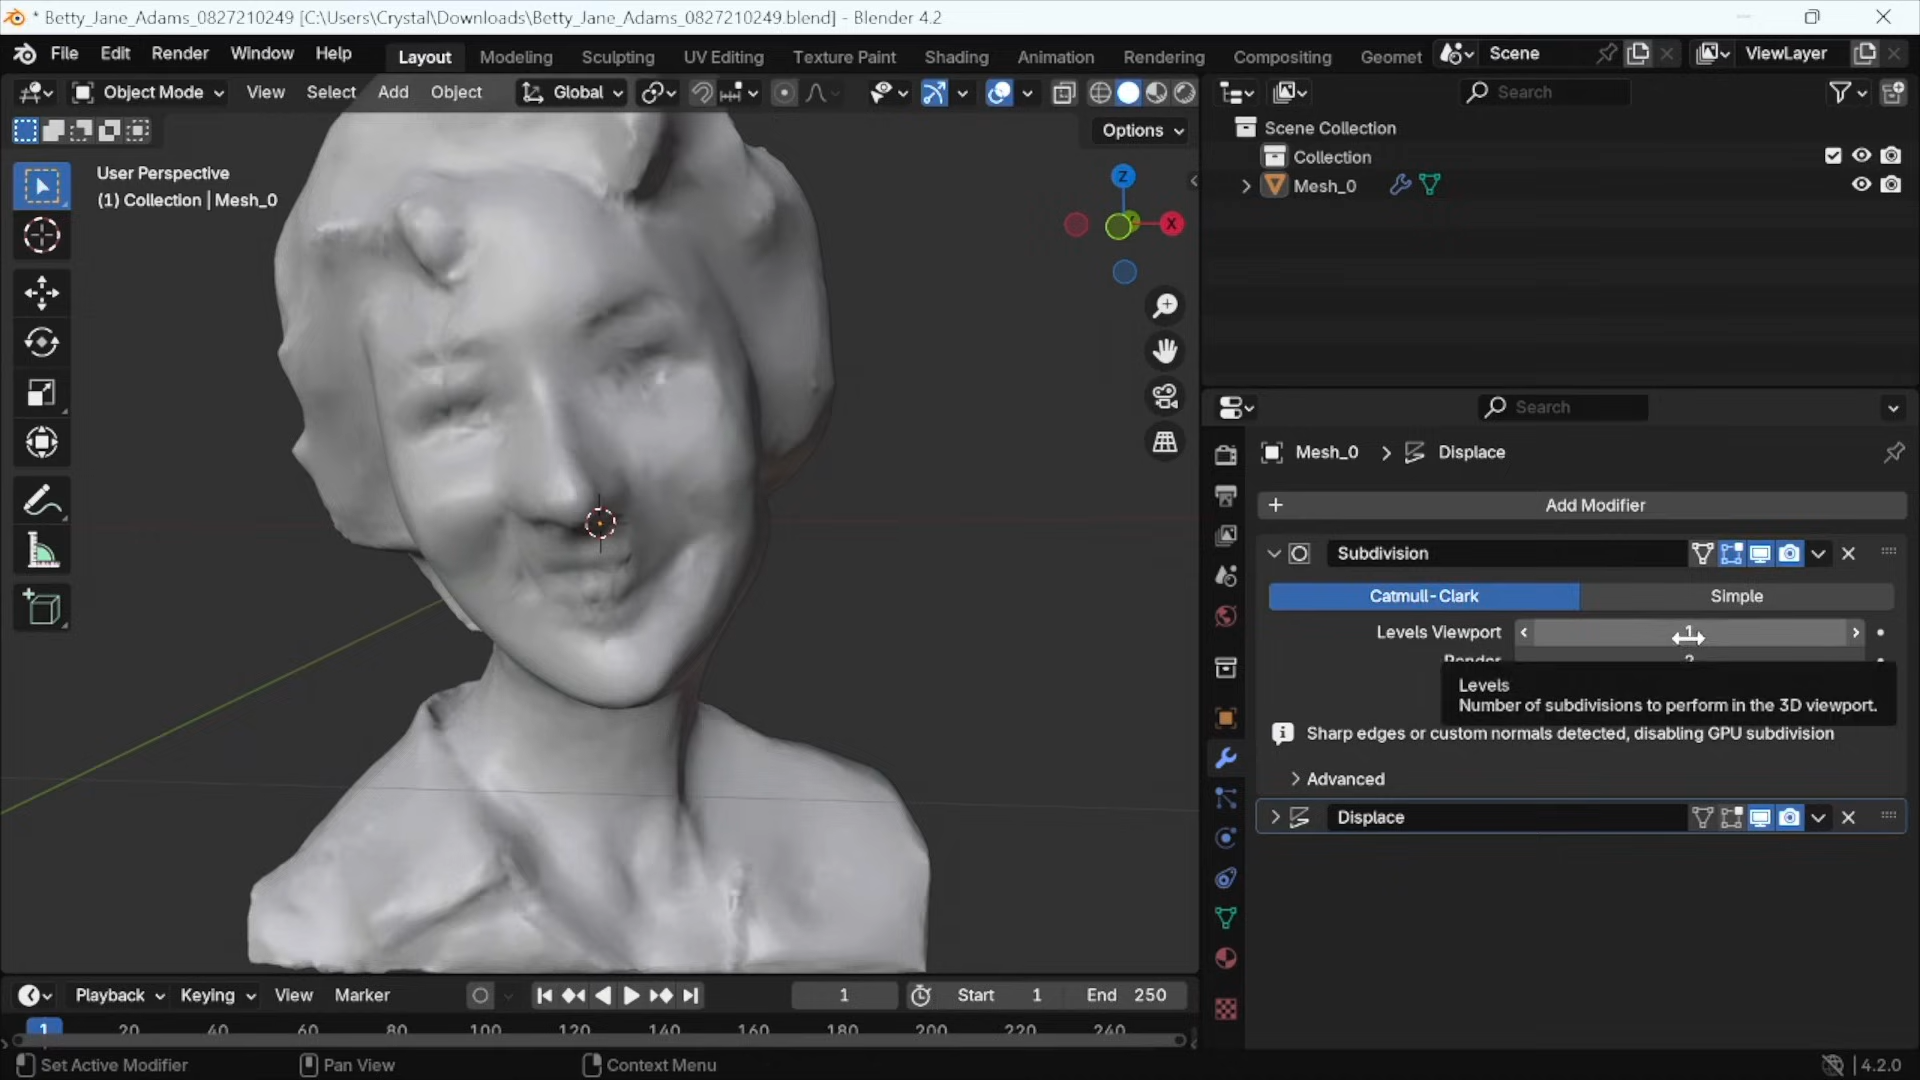 * Betty_Jane_Adams_0827210249 [C:\Users\Crystal\Downloads\Betty_Jane_Adams_0827210249.blend] - Blender 4.2
File Edit Render Window Help Layout Modeling Sculpting UV Editing Texture Paint Shading Animation Rendering Compositing Geomet Scene ViewLayer
Object Mode View Select Add Object Global Search
Options
User Perspective
(1) Collection | Mesh_0
Z
X
Scene Collection
Collection
Mesh_0
Search
Mesh_0 > Displace
+ Add Modifier
Subdivision
Catmull-Clark Simple
Levels Viewport 1
Render 2
Levels
Number of subdivisions to perform in the 3D viewport.
Sharp edges or custom normals detected, disabling GPU subdivision
Advanced
Displace
Playback Keying View Marker 1 Start 1 End 250
1 20 40 60 80 100 120 140 160 180 200 220 240
Set Active Modifier Pan View Context Menu 4.2.0